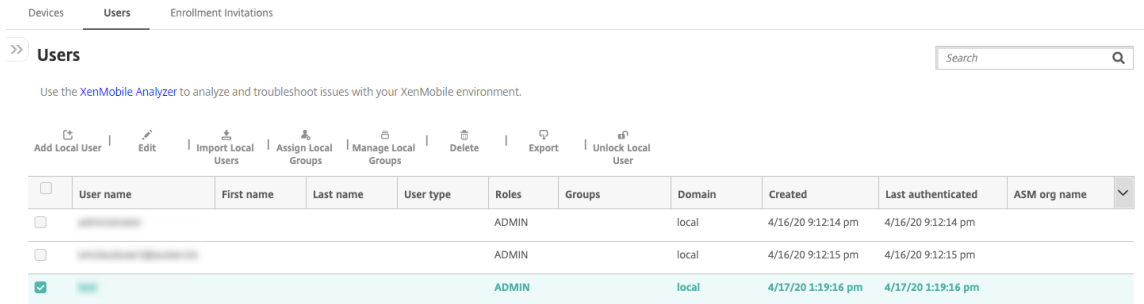 Devices Users Enrollment Invitations
Users
Search
Use the XenMobile Analyzer to analyze and troubleshoot issues with your XenMobile environment.
Add Local User | Edit | Import Local Users | Assign Local Groups | Manage Local Groups | Delete | Export | Unlock Local User
User name First name Last name User type Roles Groups Domain Created Last authenticated ASM org name
ADMIN local 4/16/20 9:12:14 pm 4/16/20 9:12:14 pm
ADMIN local 4/16/20 9:12:15 pm 4/16/20 9:12:15 pm
ADMIN local 4/17/20 1:19:16 pm 4/17/20 1:19:16 pm